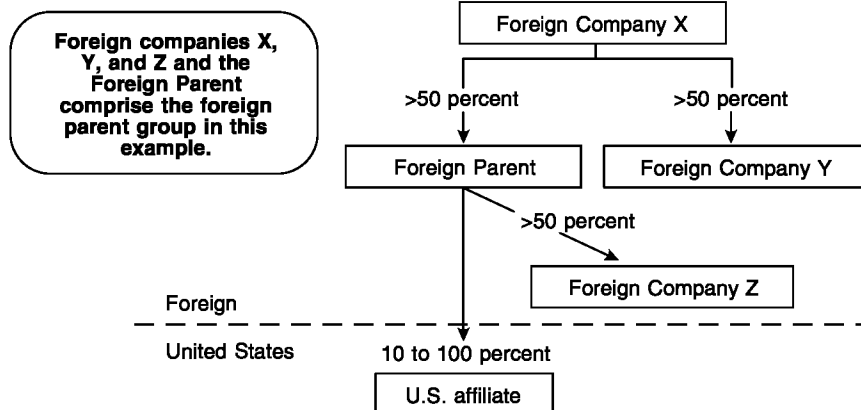 Foreign companies X,
Y, and Z and the
Foreign Parent
comprise the foreign
parent group in this
example.
Foreign Company X
>50 percent
>50 percent
Foreign Parent
Foreign Company Y
>50 percent
Foreign Company Z
Foreign
United States
10 to 100 percent
U.S. affiliate